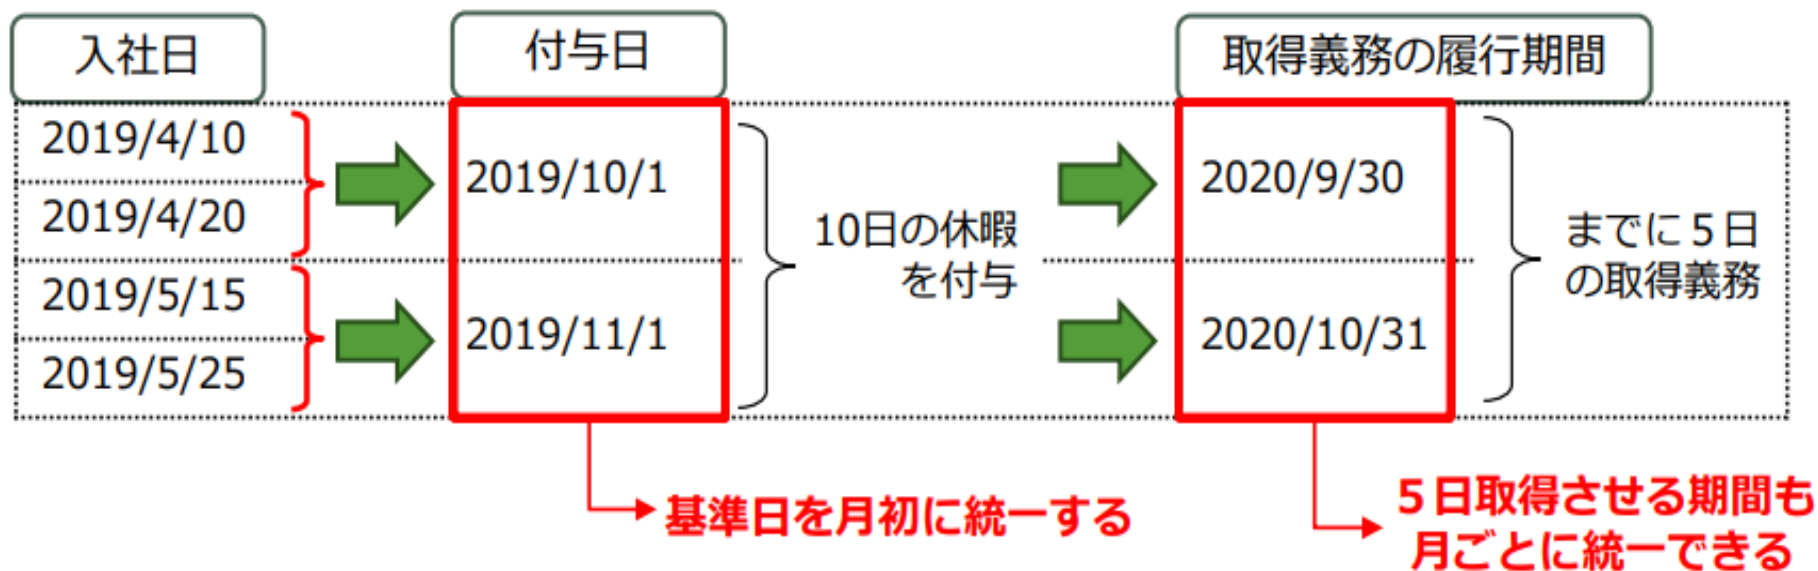 入社日
付与日
取得義務の履行期間
2019/4/10
2019/4/20
2019/5/15
2019/5/25
2019/10/1
2019/11/1
10日の休暇
を付与
2020/9/30
2020/10/31
までに５日
の取得義務
基準日を月初に統一する
５日取得させる期間も
月ごとに統一できる